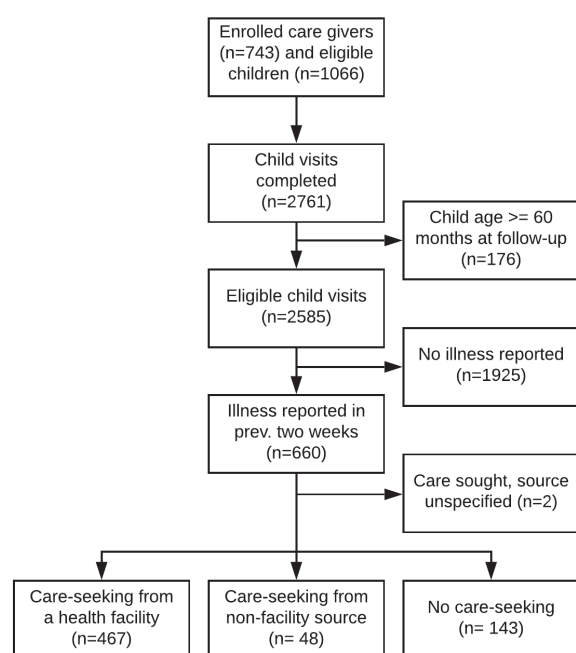 Enrolled care givers
(n=743) and eligible
children (n=1066)
Child visits
completed
(n=2761)
Child age >= 60
months at follow-up
(n=176)
Eligible child visits
(n=2585)
No illness reported
(n=1925)
Illness reported in
prev. two weeks
(n=660)
Care sought, source
unspecified (n=2)
Care-seeking from
a health facility
(n=467)
Care-seeking from
non-facility source
(n= 48)
No care-seeking
(n= 143)